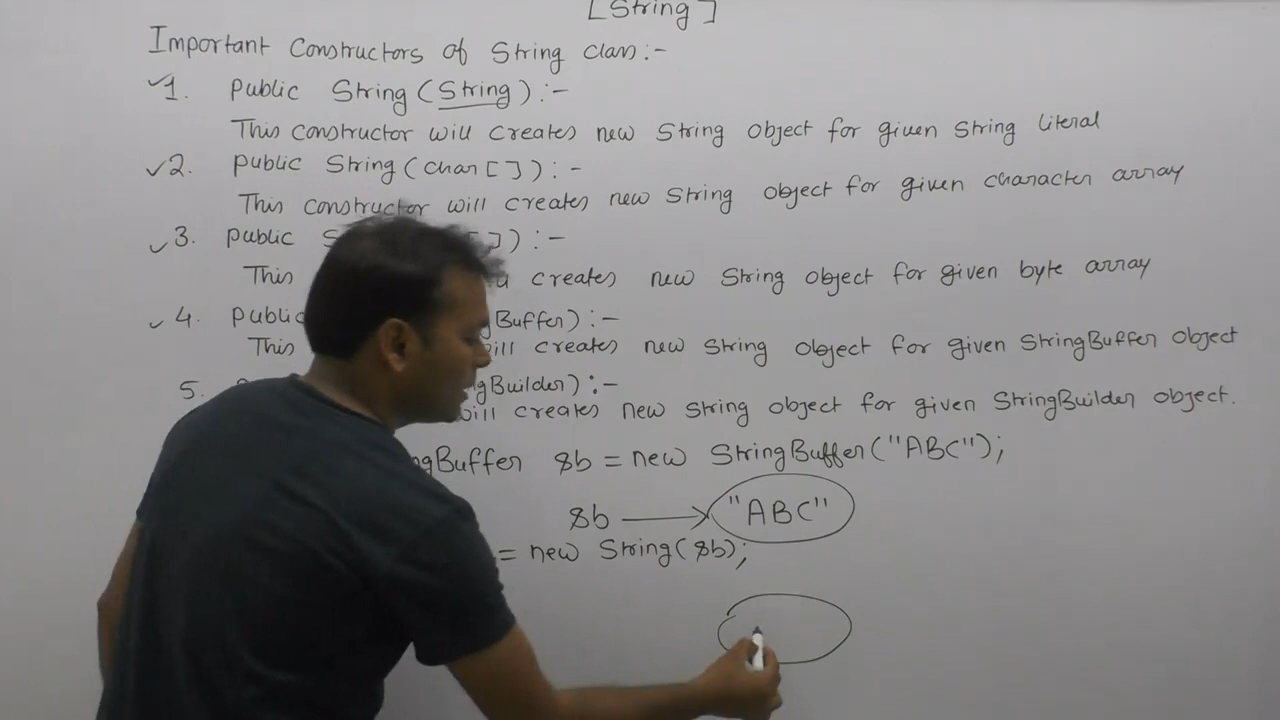 [String]
Important Constructors of String class:-
1. Public String (String) :-
This constructor will creates new String object for given String literal
2. Public String (char[]) :-
This constructor will creates new String object for given character array
3. Public ]) :-
This creates new String object for given byte array
4. Public Buffer) :-
This will creates new String object for given StringBuffer object
5. Builder) :-
will creates new String object for given StringBuilder object.
Buffer sb = new StringBuffer("ABC");
sb "ABC"
= new String(sb);